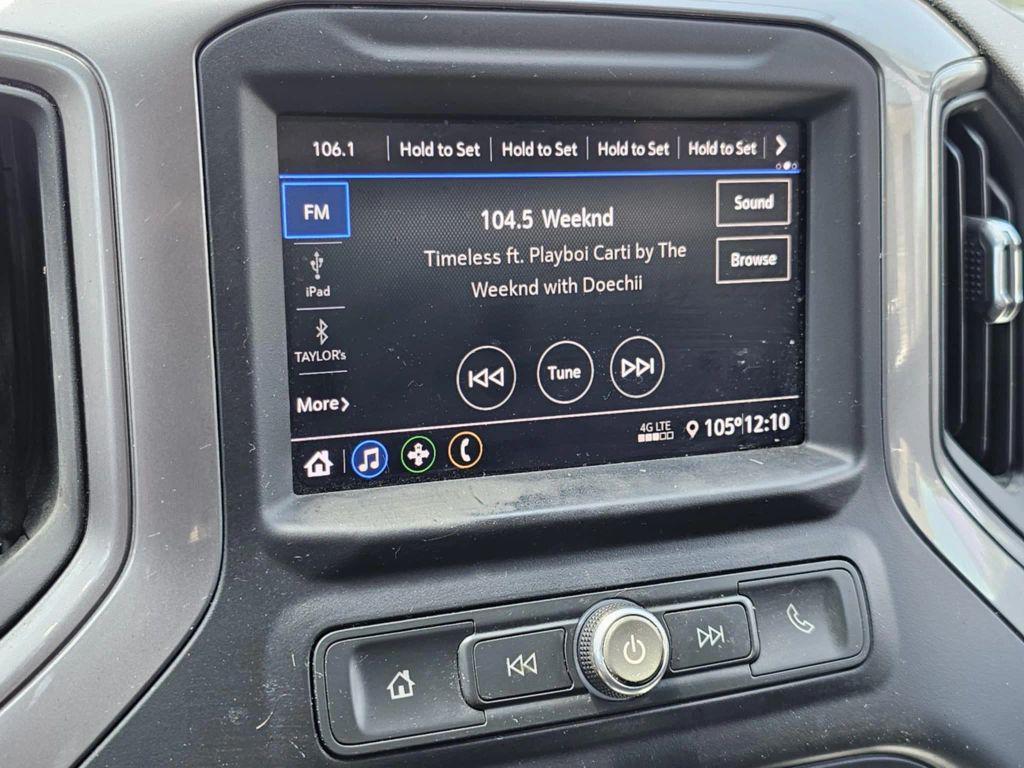 106.1 Hold to Set Hold to Set Hold to Set Hold to Set
FM
104.5 Weeknd
Sound
Timeless ft. Playboi Carti by The
Weeknd with Doechii
Browse
iPad
TAYLOR's
Tune
More
4G LTE
105° 12:10